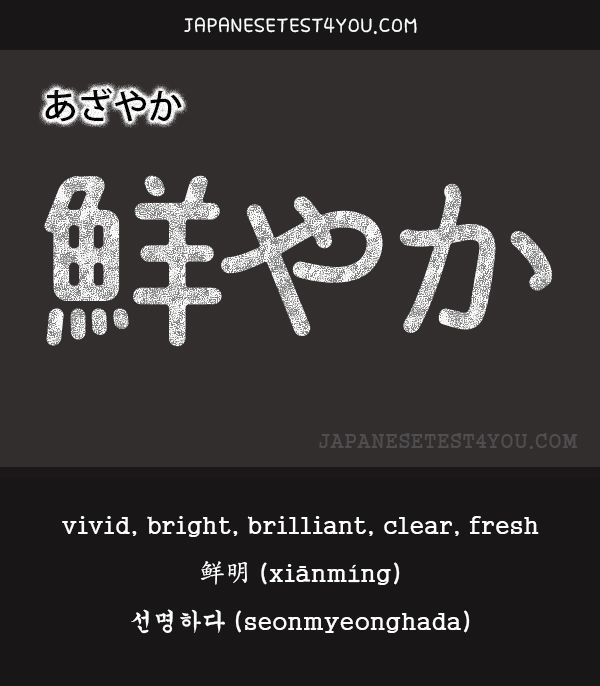 JAPANESETEST4YOU.COM
あざやか
鮮やか
JAPANESETEST4YOU.COM
vivid, bright, brilliant, clear, fresh
鲜明 (xiānmíng)
선명하다 (seonmyeonghada)